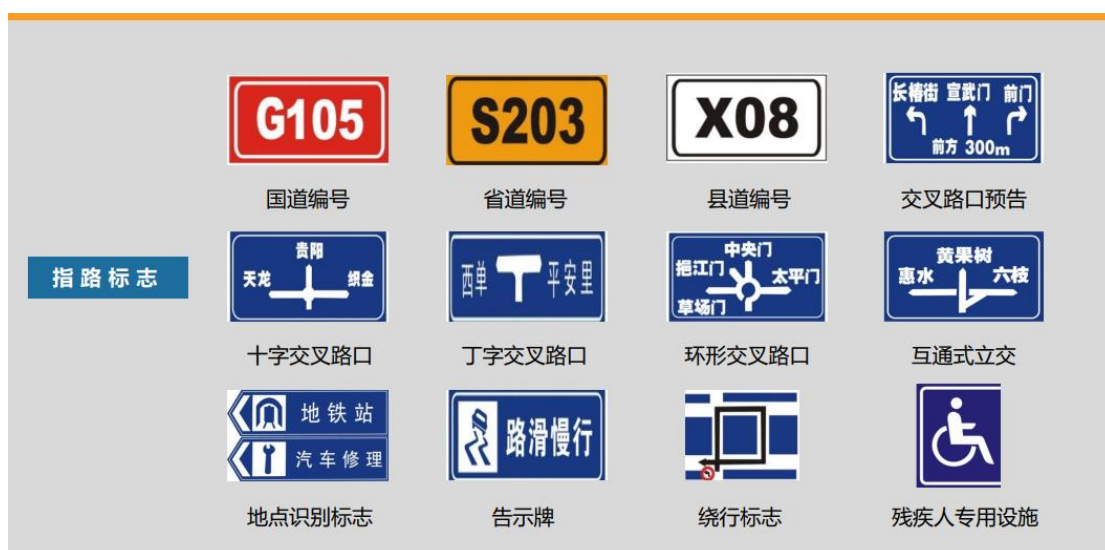 G105
S203
X08
长椿街 宣武门 前门
前方 300m
国道编号
省道编号
县道编号
交叉路口预告
指路标志
贵阳
天龙 织金
西单 平安里
中央门
挹江门
太平门
草场门
黄果树
惠水 六枝
十字交叉路口
丁字交叉路口
环形交叉路口
互通式立交
地铁站
汽车修理
路滑慢行
地点识别标志
告示牌
绕行标志
残疾人专用设施